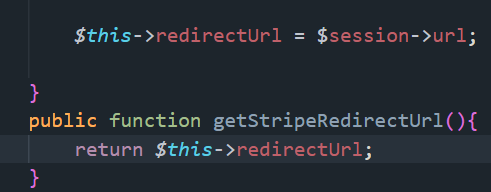 $this->redirectUrl = $session->url;
}
public function getStripeRedirectUrl(){
return $this->redirectUrl;
}